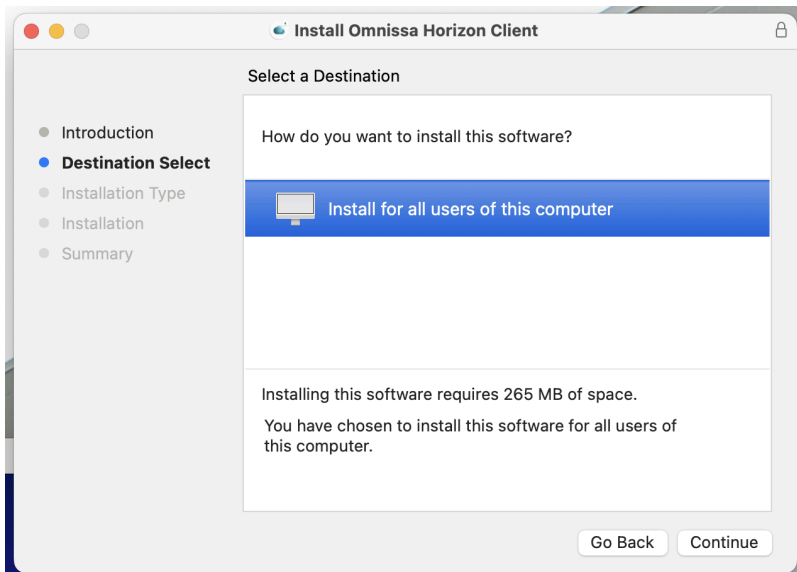 Install Omnissa Horizon Client
Select a Destination
Introduction
Destination Select
Installation Type
Installation
Summary
How do you want to install this software?
Install for all users of this computer
Installing this software requires 265 MB of space.
You have chosen to install this software for all users of
this computer.
Go Back
Continue